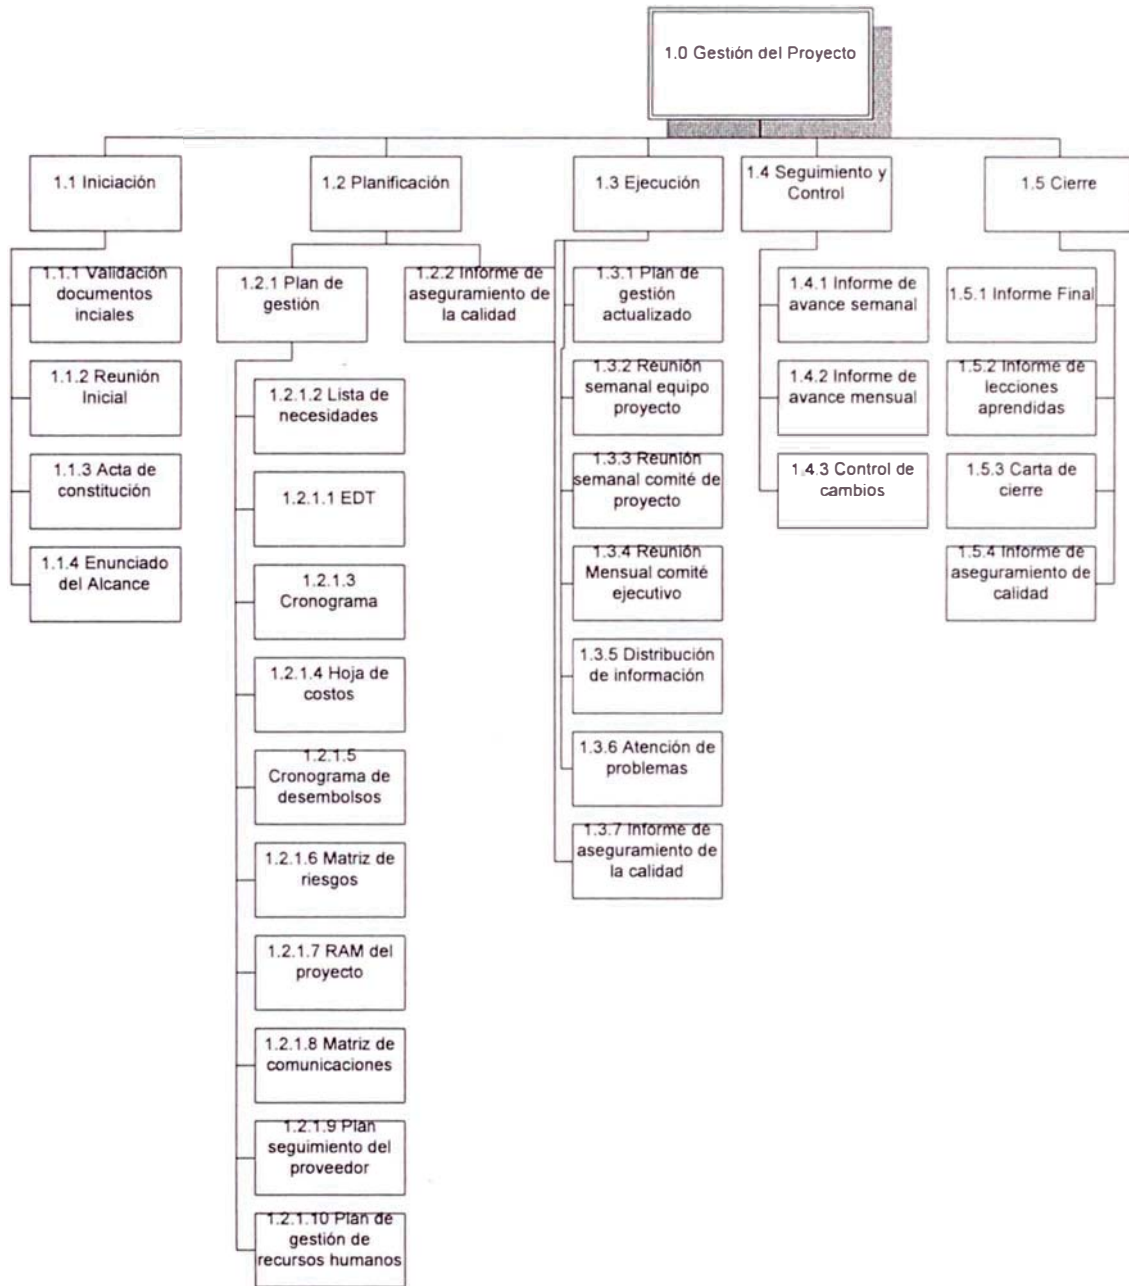 1.0 Gestión del Proyecto
1.1 Iniciación
1.2 Planificación
1.3 Ejecución
1.4 Seguimiento y
Control
1.5 Cierre
1.1.1 Validación
documentos
inciales
1.1.2 Reunión
Inicial
1.1.3 Acta de
constitución
1.1.4 Enunciado
del Alcance
1.2.1 Plan de
gestión
1.2.1.2 Lista de
necesidades
1.2.1.1 EDT
1.2.1.3
Cronograma
1.2.1.4 Hoja de
costos
1.2.1.5
Cronograma de
desembolsos
1.2.1.6 Matriz de
riesgos
1.2.1.7 RAM del
proyecto
1.2.1.8 Matriz de
comunicaciones
1.2.1.9 Plan
seguimiento del
proveedor
1.2.1.10 Plan de
gestión de
recursos humanos
1.2.2 Informe de
aseguramiento de
la calidad
1.3.1 Plan de
gestión
actualizado
1.3.2 Reunión
semanal equipo
proyecto
1.3.3 Reunión
semanal comité de
proyecto
1.3.4 Reunión
Mensual comité
ejecutivo
1.3.5 Distribución
de información
1.3.6 Atención de
problemas
1.3.7 Informe de
aseguramiento de
la calidad
1.4.1 Informe de
avance semanal
1.4.2 Informe de
avance mensual
1.4.3 Control de
cambios
1.5.1 Informe Final
1.5.2 Informe de
lecciones
aprendidas
1.5.3 Carta de
cierre
1.5.4 Informe de
aseguramiento de
calidad